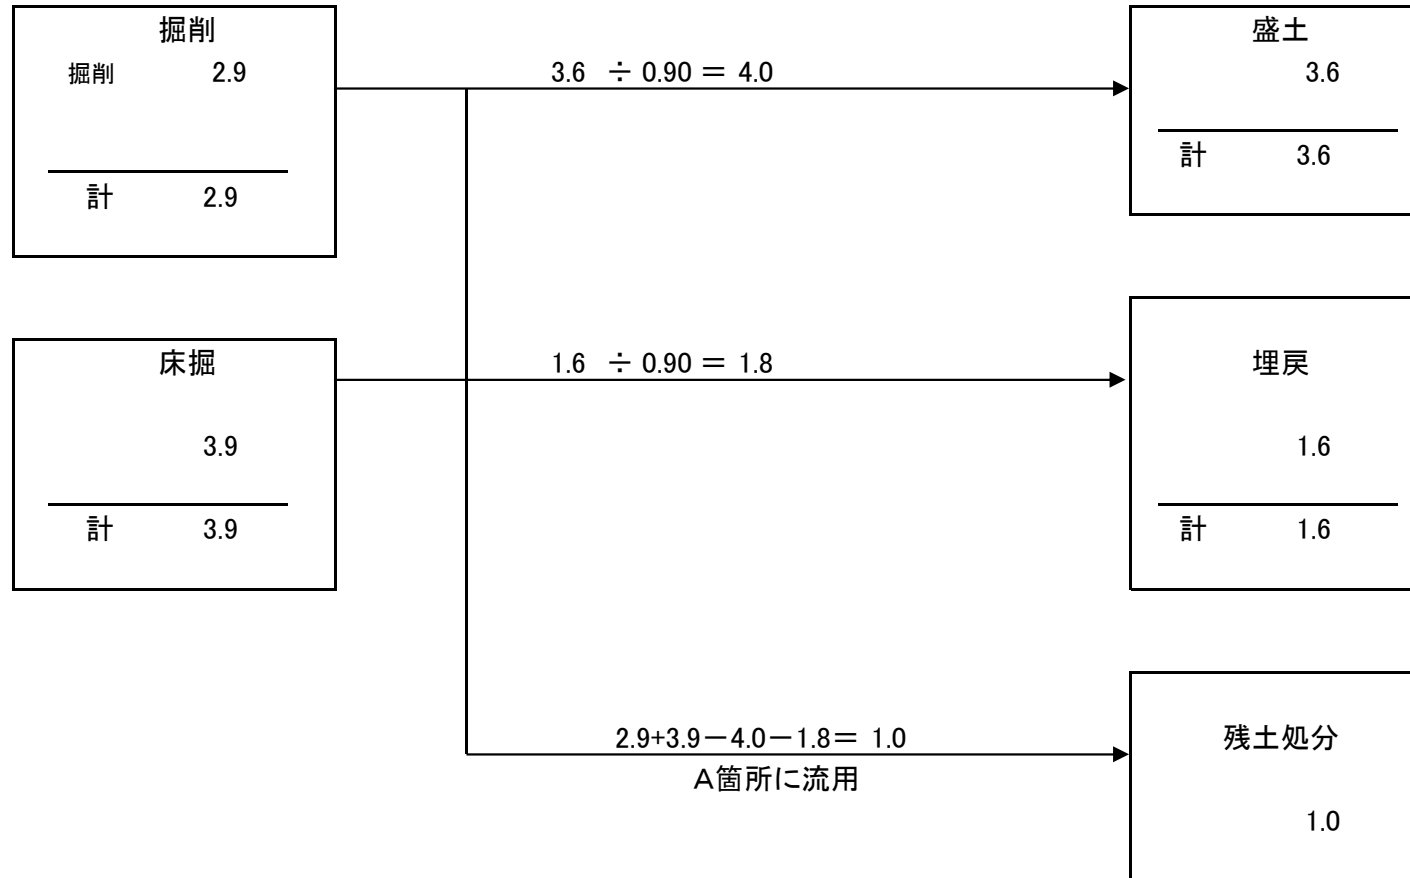 掘削
掘削 2.9
計 2.9
3.6 ÷ 0.90 = 4.0
盛土
3.6
計 3.6
床掘
3.9
計 3.9
1.6 ÷ 0.90 = 1.8
埋戻
1.6
計 1.6
2.9+3.9－4.0－1.8＝ 1.0
A箇所に流用
残土処分
1.0